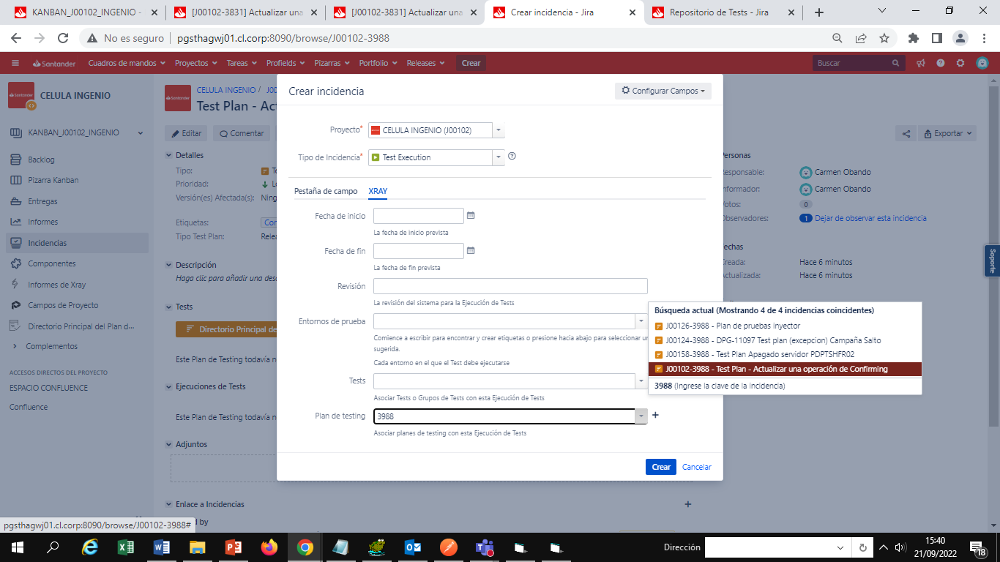 KANBAN_J00102_INGENIO -
[J00102-3831] Actualizar una
[J00102-3831] Actualizar una
Crear incidencia - Jira
Repositorio de Tests - Jira
No es seguro
pgsthagwj01.cl.corp:8090/browse/J00102-3988
Santander
Cuadros de mandos
Proyectos
Tareas
Profields
Pizarras
Portfolio
Releases
Crear
Buscar
CELULA INGENIO
KANBAN_J00102_INGENIO
Backlog
Pizarra Kanban
Entregas
Informes
Incidencias
Componentes
Informes de Xray
Campos de Proyecto
Directorio Principal del Plan d...
Complementos
ACCESOS DIRECTOS DEL PROYECTO
ESPACIO CONFLUENCE
Confluence
CELULA INGENIO / J00
Test Plan - Ac
Editar
Comentar
Exportar
Detalles
Tipo:
Te
Prioridad:
Lo
Versión(es) Afectada(s):
Ning
Etiquetas:
Con
Tipo Test Plan:
Relea
Descripción
Haga clic para añadir una desc
Tests
Directorio Principal de
Este Plan de Testing todavía n
Ejecuciones de Tests
Este Plan de Testing todavía n
Adjuntos
Enlace a Incidencias
d by
Crear incidencia
Configurar Campos
Proyecto*
CELULA INGENIO (J00102)
Tipo de Incidencia*
Test Execution
Pestaña de campo
XRAY
Fecha de inicio
La fecha de inicio prevista
Fecha de fin
La fecha de fin prevista
Revisión
La revisión del sistema para la Ejecución de Tests
Entornos de prueba
Comience a escribir para encontrar y crear etiquetas o presione hacia abajo para seleccionar un
sugerida.
Cada entorno en el que el Test debe ejecutarse
Tests
Asociar Tests o Grupos de Tests con esta Ejecución de Tests
Plan de testing
3988
Asociar planes de testing con esta Ejecución de Tests
Crear
Cancelar
Búsqueda actual (Mostrando 4 de 4 incidencias coincidentes)
J00126-3988 - Plan de pruebas inyector
J00124-3988 - DPG-11097 Test plan (excepcion) Campaña Salto
J00158-3988 - Test Plan Apagado servidor PDPTSHFR02
J00102-3988 - Test Plan - Actualizar una operación de Confirming
3988 (Ingrese la clave de la incidencia)
Personas
Responsable:
Carmen Obando
Informador:
Carmen Obando
Votos:
0
Observadores:
1
Dejar de observar esta incidencia
Fechas
Creada:
Hace 6 minutos
Actualizada:
Hace 6 minutos
Soporte
pgsthagwj01.cl.corp:8090/browse/J00102-3988#
Dirección
15:40
21/09/2022
18